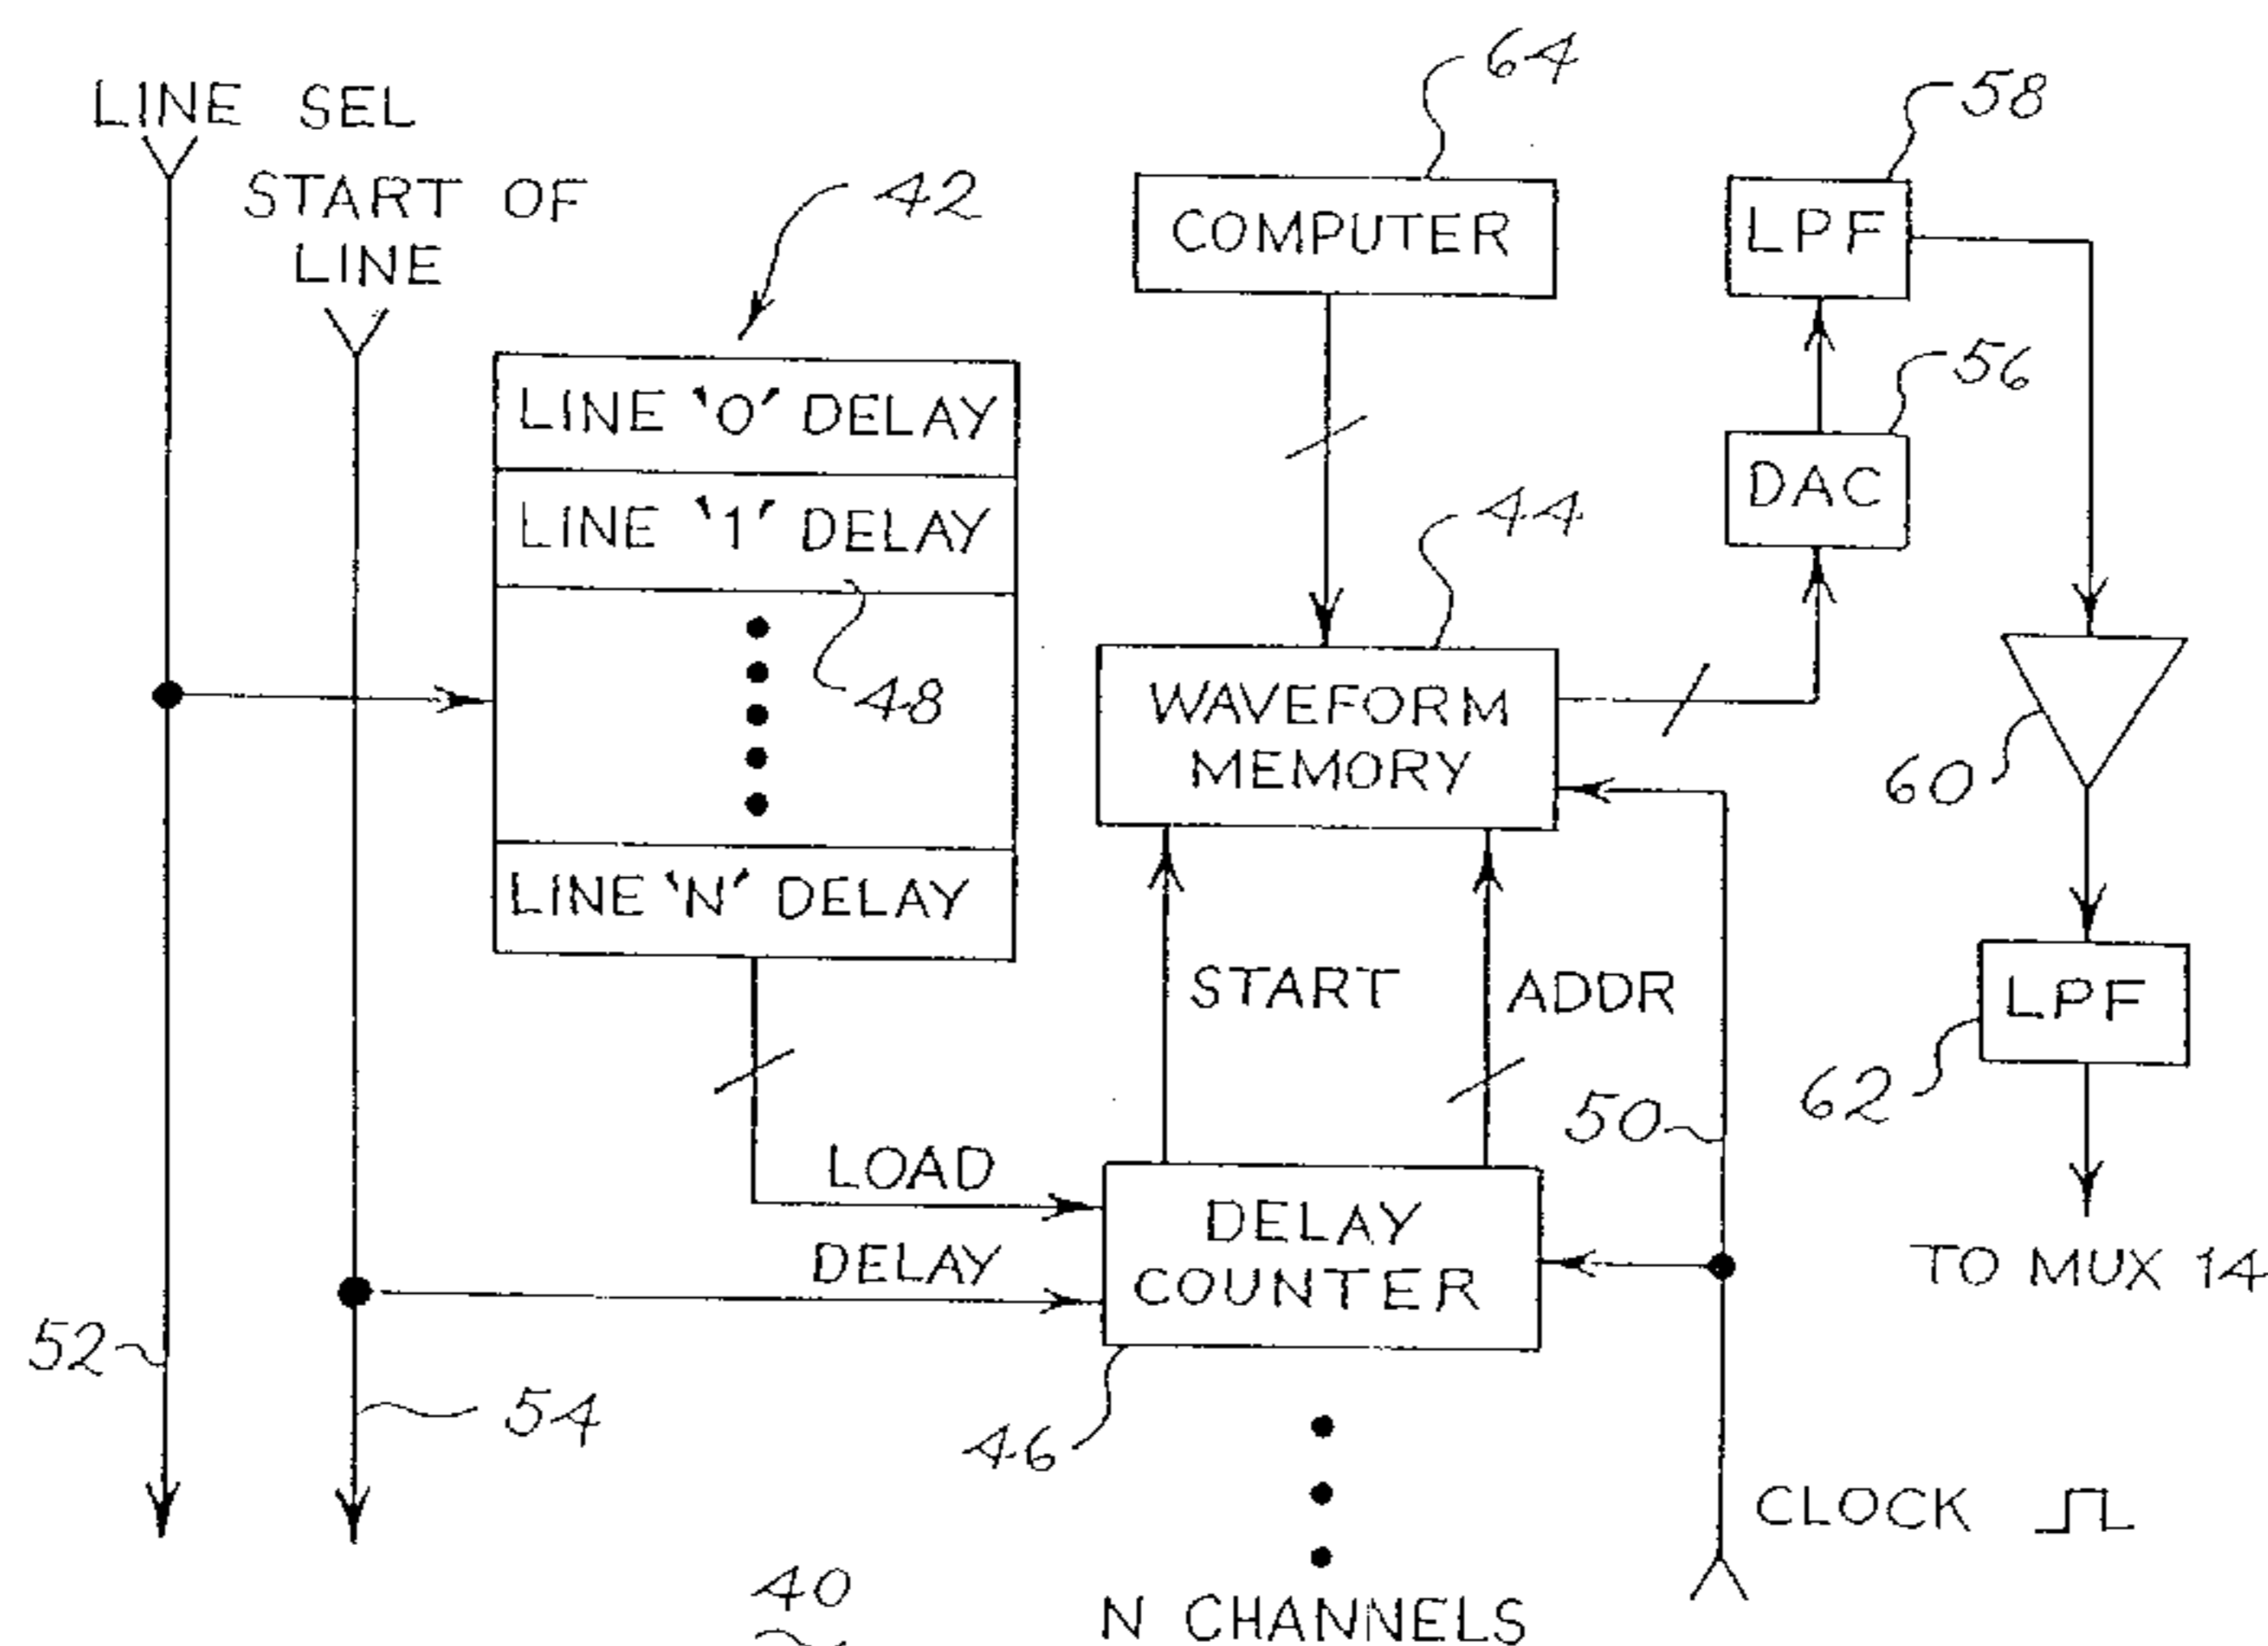 LINE SEL
START OF
LINE
42
64
58
COMPUTER
LPF
LINE '0' DELAY
56
LINE '1' DELAY
DAC
44
48
WAVEFORM
MEMORY
60
LINE 'N' DELAY
START
ADDR
LPF
62
50
LOAD
DELAY
DELAY
COUNTER
TO MUX 14
52
54
46
CLOCK
40
N CHANNELS